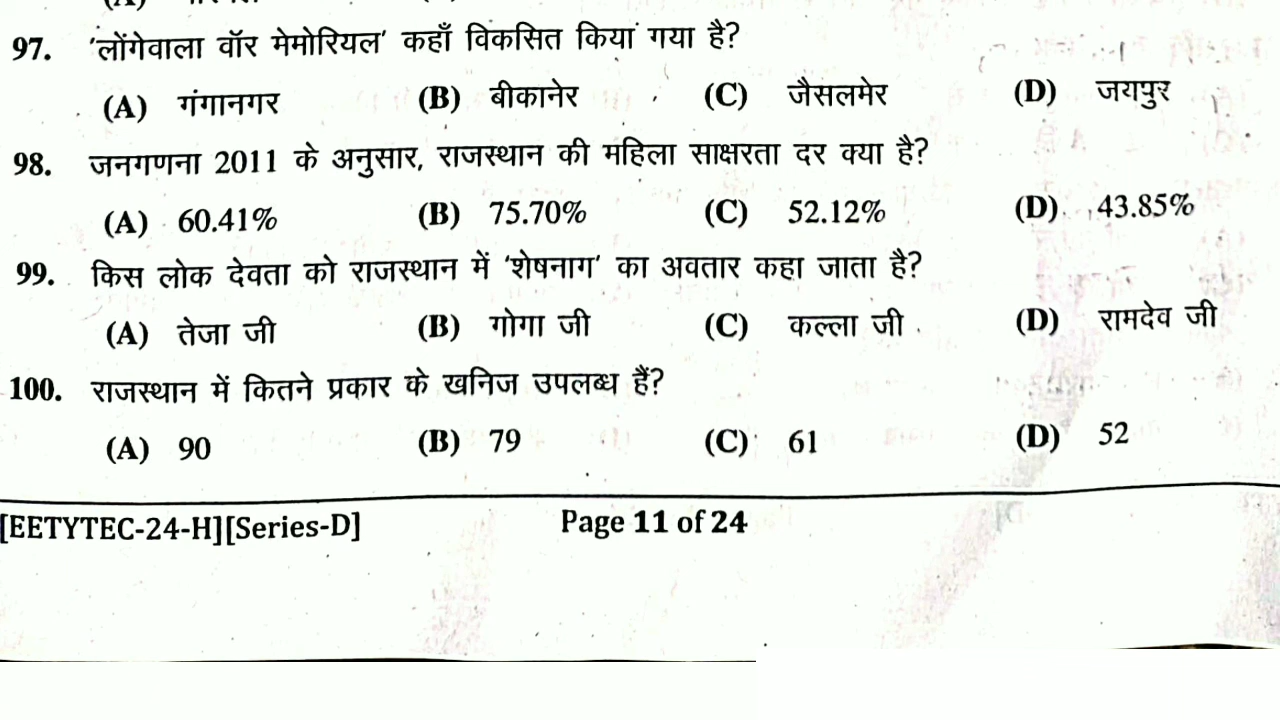 97. 'लोंगेवाला वॉर मेमोरियल' कहाँ विकसित किया गया है?
(A) गंगानगर (B) बीकानेर (C) जैसलमेर (D) जयपुर
98. जनगणना 2011 के अनुसार, राजस्थान की महिला साक्षरता दर क्या है?
(A) 60.41% (B) 75.70% (C) 52.12% (D) 43.85%
99. किस लोक देवता को राजस्थान में 'शेषनाग' का अवतार कहा जाता है?
(A) तेजा जी (B) गोगा जी (C) कल्ला जी (D) रामदेव जी
100. राजस्थान में कितने प्रकार के खनिज उपलब्ध हैं?
(A) 90 (B) 79 (C) 61 (D) 52
[EETYTEC-24-H][Series-D] Page 11 of 24